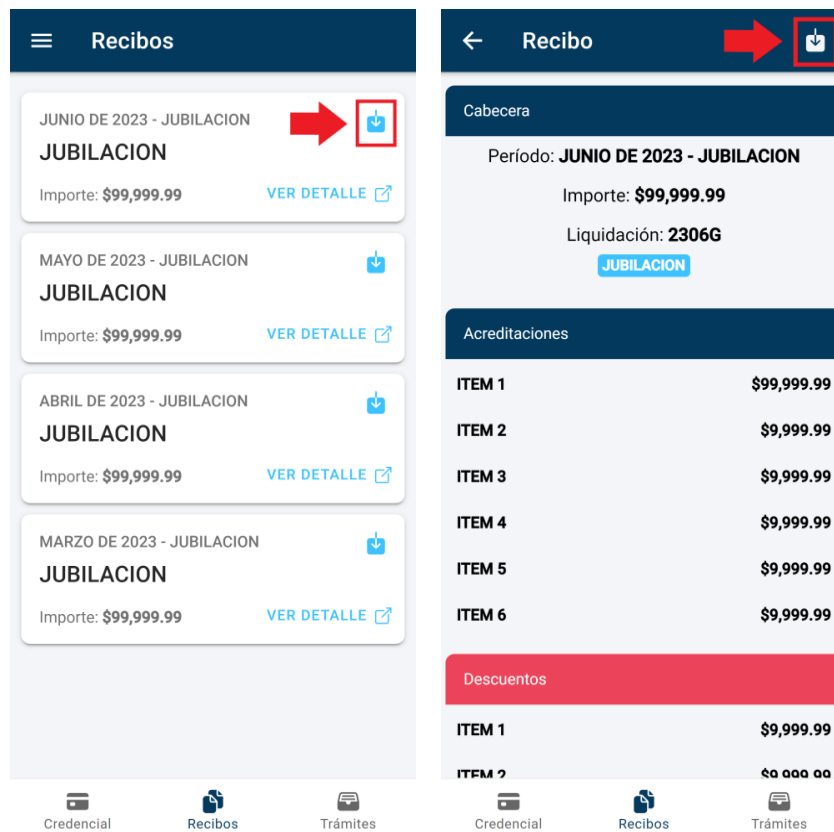 Recibos
JUNIO DE 2023 - JUBILACION
JUBILACION
Importe: $99,999.99 VER DETALLE
MAYO DE 2023 - JUBILACION
JUBILACION
Importe: $99,999.99 VER DETALLE
ABRIL DE 2023 - JUBILACION
JUBILACION
Importe: $99,999.99 VER DETALLE
MARZO DE 2023 - JUBILACION
JUBILACION
Importe: $99,999.99 VER DETALLE
Credencial Recibos Trámites
Recibo
Cabecera
Período: JUNIO DE 2023 - JUBILACION
Importe: $99,999.99
Liquidación: 2306G
JUBILACION
Acreditaciones
ITEM 1 $99,999.99
ITEM 2 $9,999.99
ITEM 3 $9,999.99
ITEM 4 $9,999.99
ITEM 5 $9,999.99
ITEM 6 $9,999.99
Descuentos
ITEM 1 $9,999.99
ITEM 2 $9,999.99
Credencial Recibos Trámites